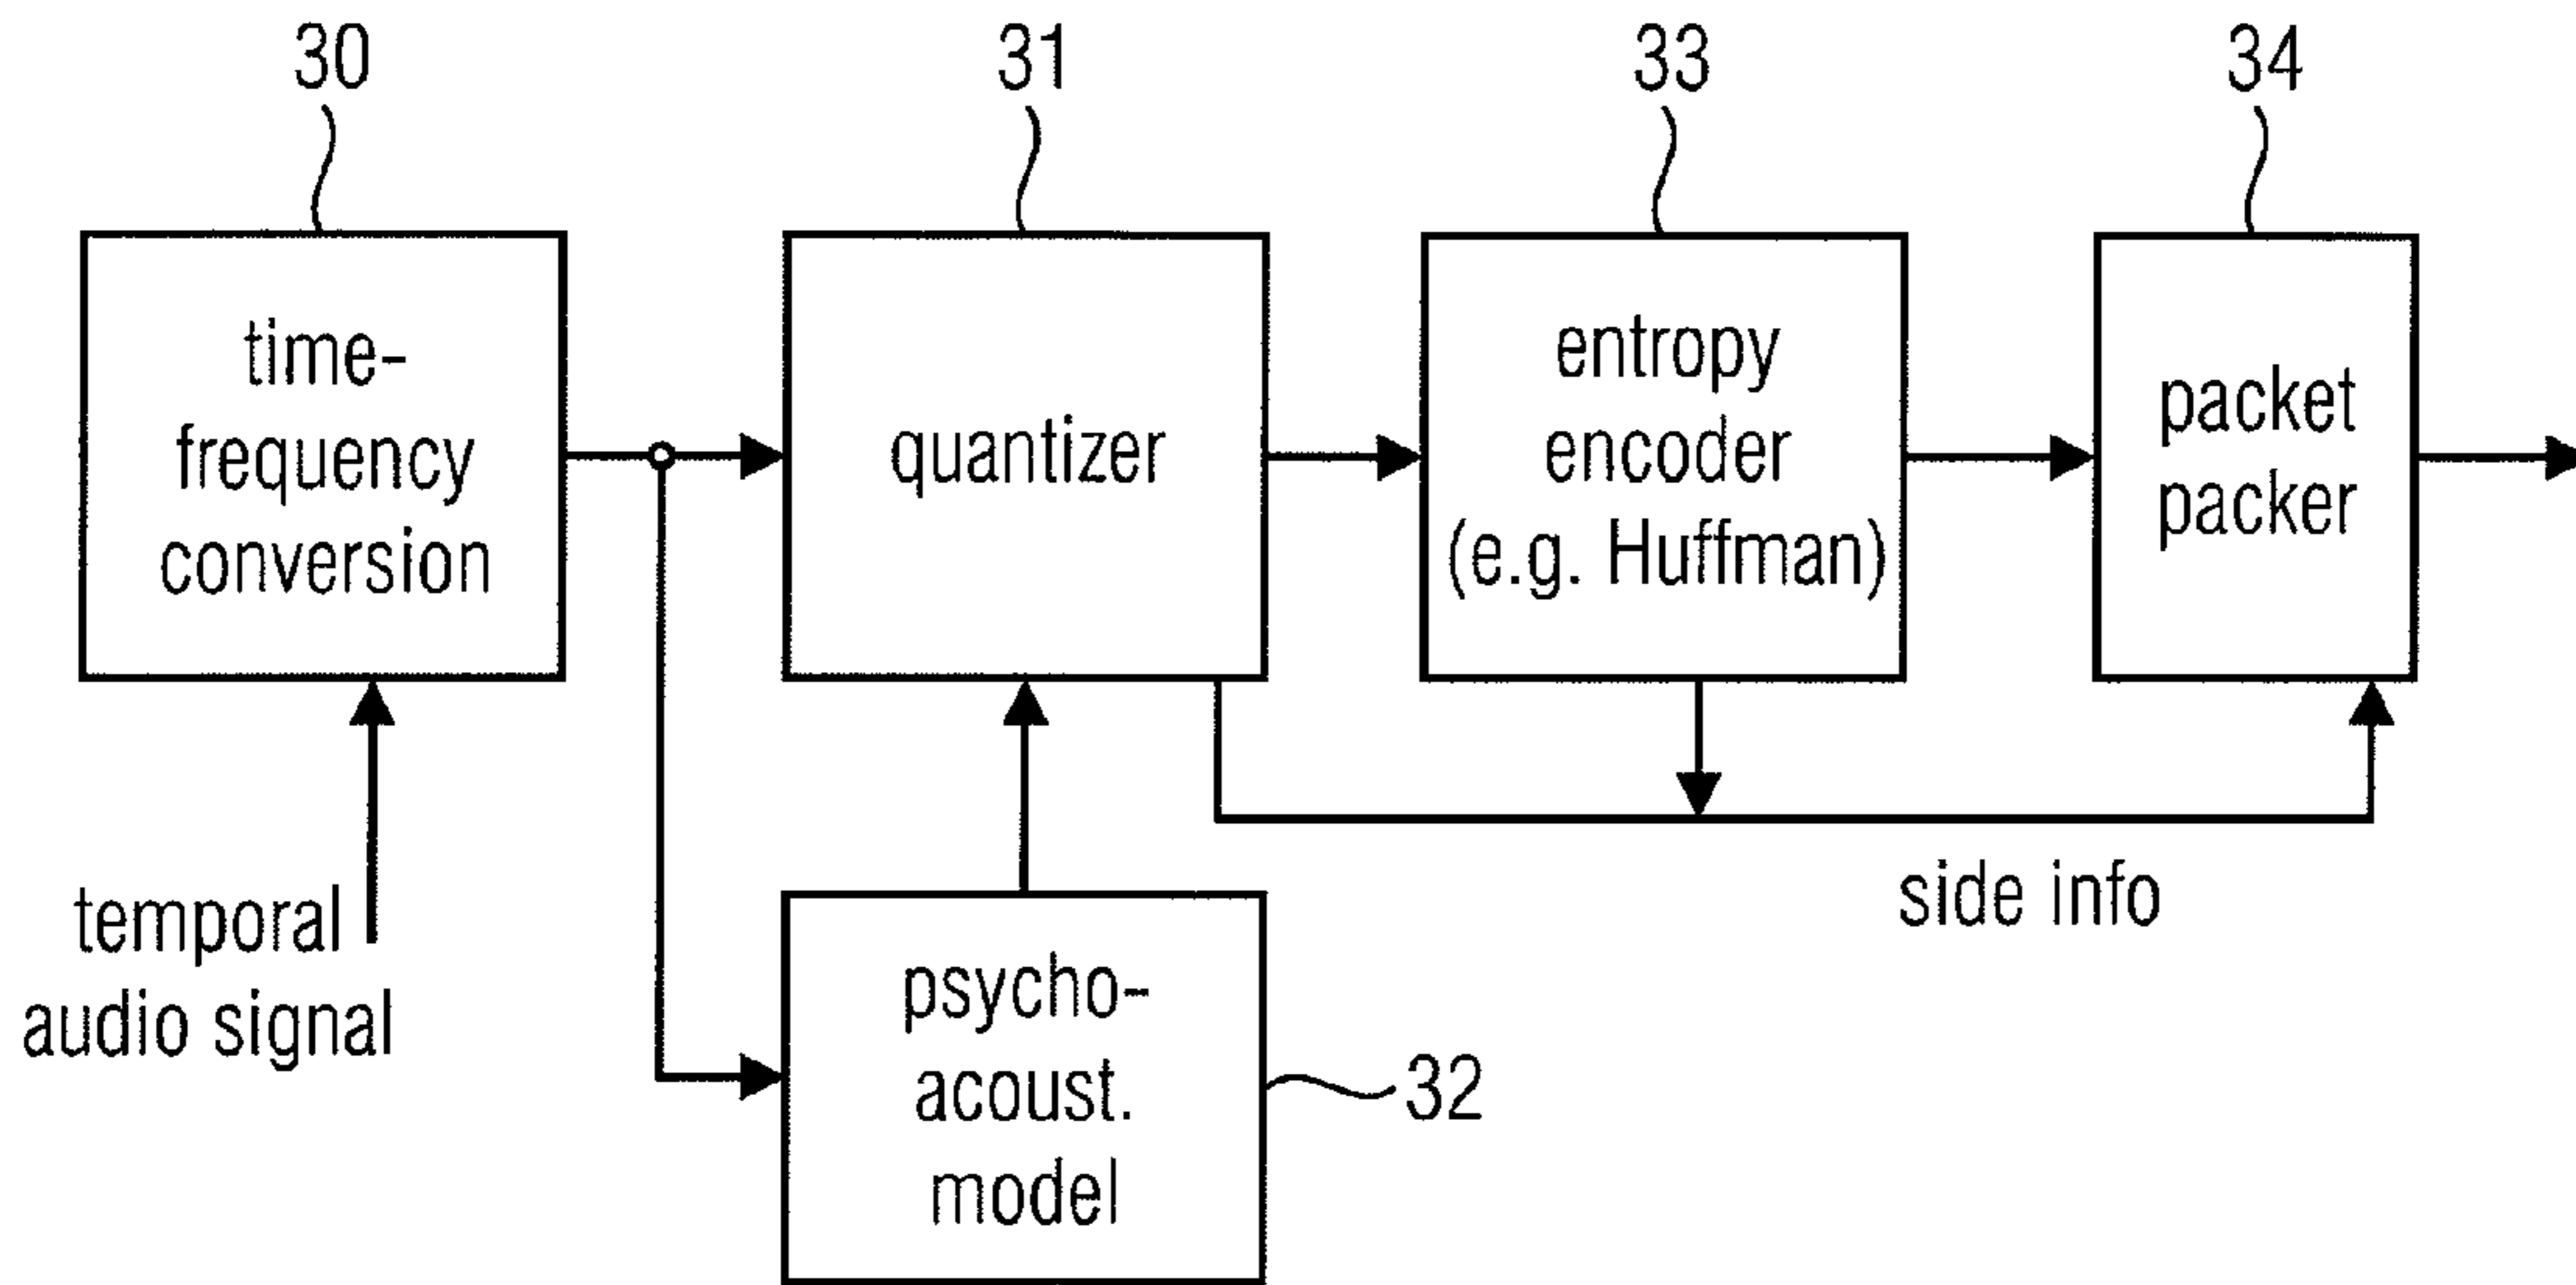 30
31
33
34
time-
frequency
conversion
quantizer
entropy
encoder
(e.g. Huffman)
packet
packer
temporal
audio signal
side info
psycho-
acoust.
model
32